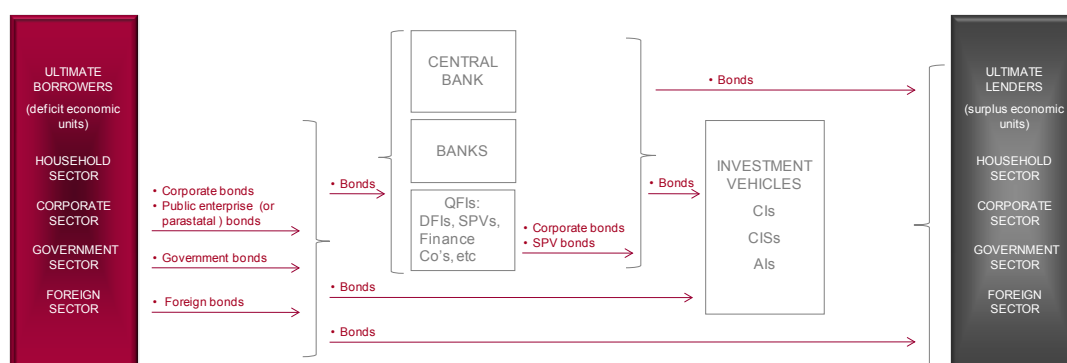 ULTIMATE
BORROWERS
(deficit economic
units)
HOUSEHOLD
SECTOR
CORPORATE
SECTOR
GOVERNMENT
SECTOR
FOREIGN
SECTOR
• Corporate bonds
• Public enterprise (or
parastatal ) bonds
• Government bonds
• Foreign bonds
• Bonds
CENTRAL
BANK
BANKS
QFIs:
DFIs, SPVs,
Finance
Co's, etc
• Corporate bonds
• SPV bonds
• Bonds
• Bonds
• Bonds
• Bonds
INVESTMENT
VEHICLES
CIs
CISs
AIs
ULTIMATE
LENDERS
(surplus economic
units)
HOUSEHOLD
SECTOR
CORPORATE
SECTOR
GOVERNMENT
SECTOR
FOREIGN
SECTOR